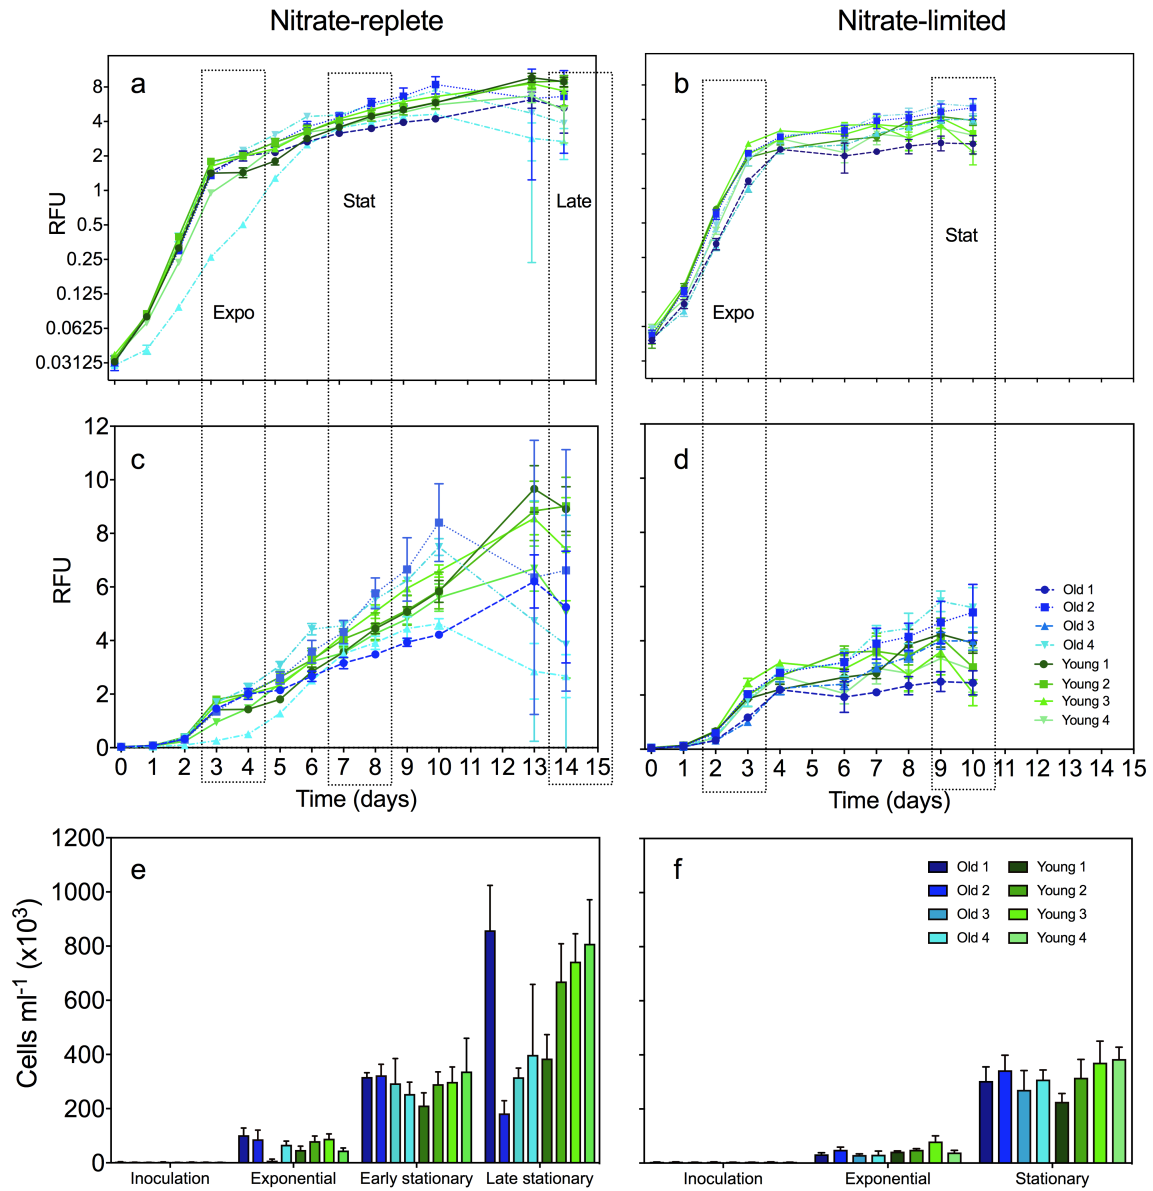 Nitrate-replete
Nitrate-limited
a
b
RFU
8
4
2
1
0.5
0.25
0.125
0.0625
0.03125
Expo
Stat
Late
Expo
Stat
c
d
RFU
12
10
8
6
4
2
0
0 1 2 3 4 5 6 7 8 9 10 11 12 13 14 15
Time (days)
0 1 2 3 4 5 6 7 8 9 10 11 12 13 14 15
Time (days)
Old 1
Old 2
Old 3
Old 4
Young 1
Young 2
Young 3
Young 4
e
f
Cells ml-1 (x103)
1200
1000
800
600
400
200
0
Inoculation Exponential Early stationary Late stationary
Old 1 Young 1
Old 2 Young 2
Old 3 Young 3
Old 4 Young 4
Inoculation Exponential Stationary